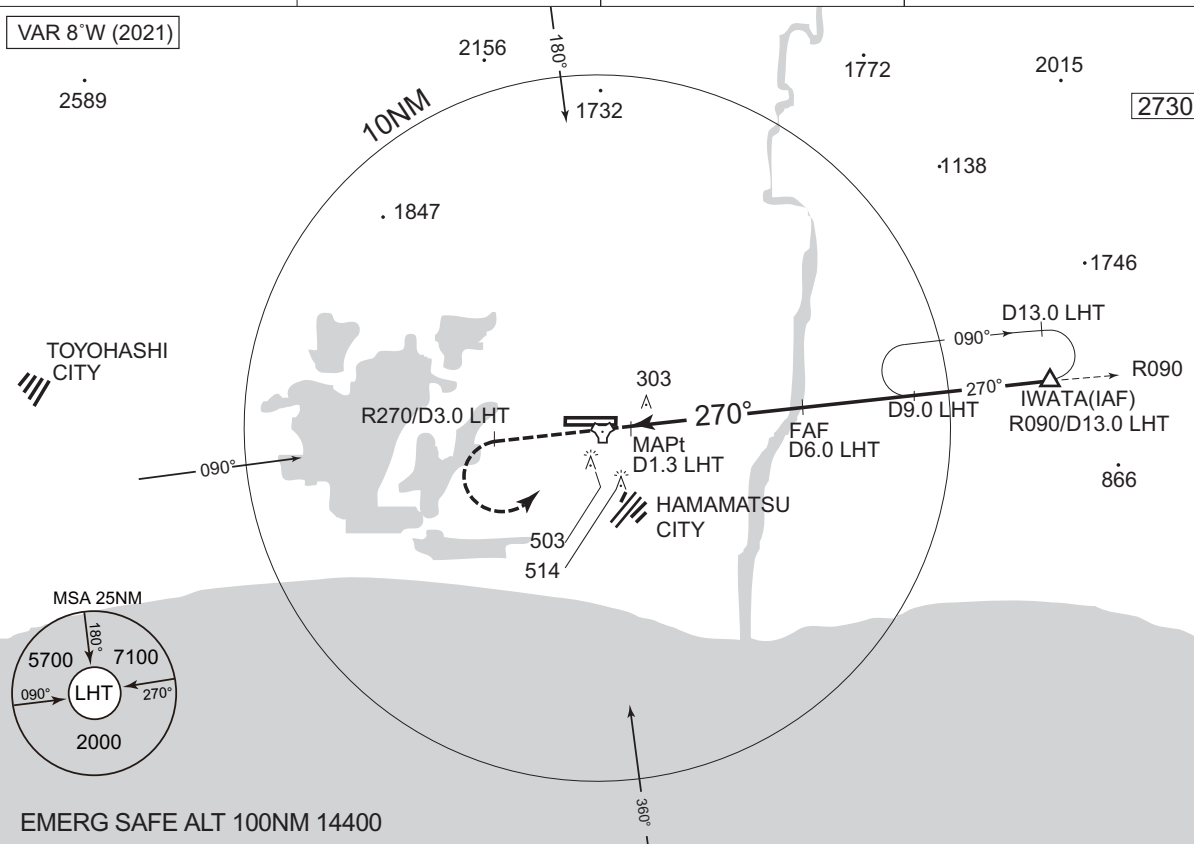 VAR 8°W (2021)
180°
2156
1772
2015
2589
1732
2730
10NM
1138
1847
1746
D13.0 LHT
090°
TOYOHASHI
CITY
R090
303
270°
270°
IWATA(IAF)
R090/D13.0 LHT
D9.0 LHT
R270/D3.0 LHT
FAF
D6.0 LHT
MAPt
D1.3 LHT
090°
866
HAMAMATSU
CITY
503
514
MSA 25NM
180°
5700
7100
090°
LHT
270°
2000
360°
EMERG SAFE ALT 100NM 14400